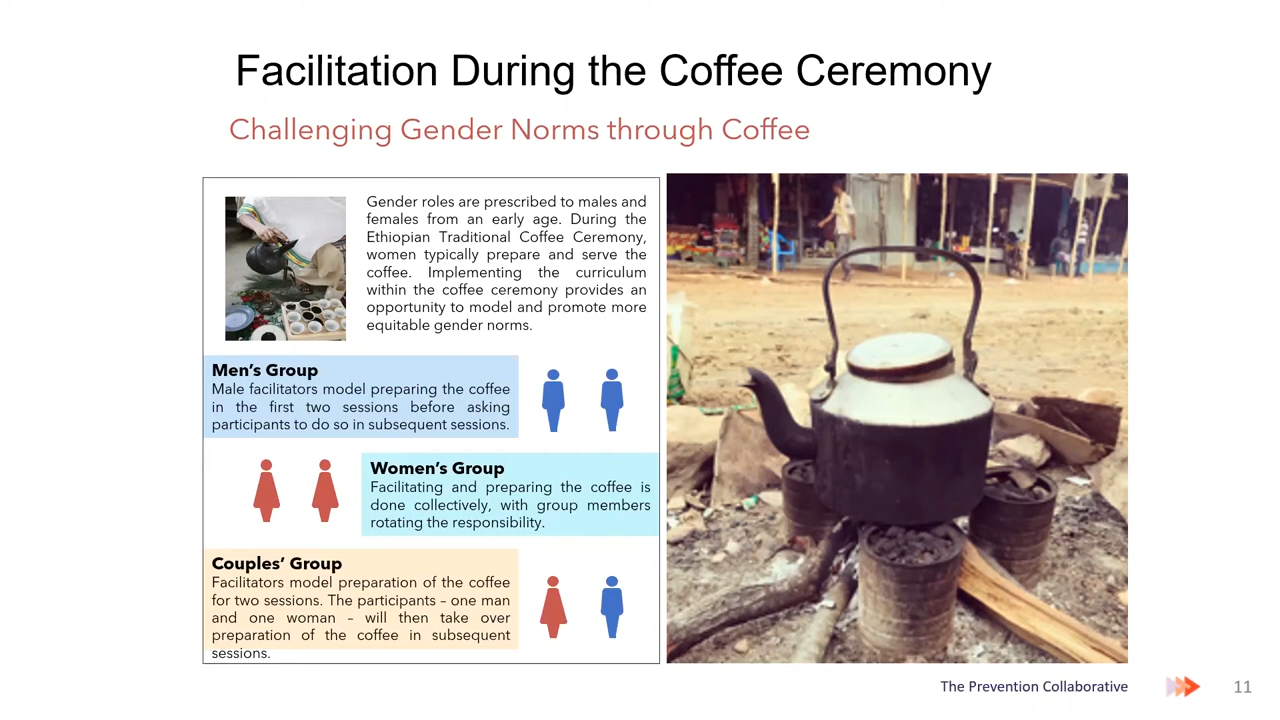 Facilitation During the Coffee Ceremony
Challenging Gender Norms through Coffee
Gender roles are prescribed to males and
females from an early age. During the
Ethiopian Traditional Coffee Ceremony,
women typically prepare and serve the
coffee. Implementing the curriculum
within the coffee ceremony provides an
opportunity to model and promote more
equitable gender norms.
Men's Group
Male facilitators model preparing the coffee
in the first two sessions before asking
participants to do so in subsequent sessions.
Women's Group
Facilitating and preparing the coffee is
done collectively, with group members
rotating the responsibility.
Couples' Group
Facilitators model preparation of the coffee
for two sessions. The participants – one man
and one woman – will then take over
preparation of the coffee in subsequent
sessions.
The Prevention Collaborative
11